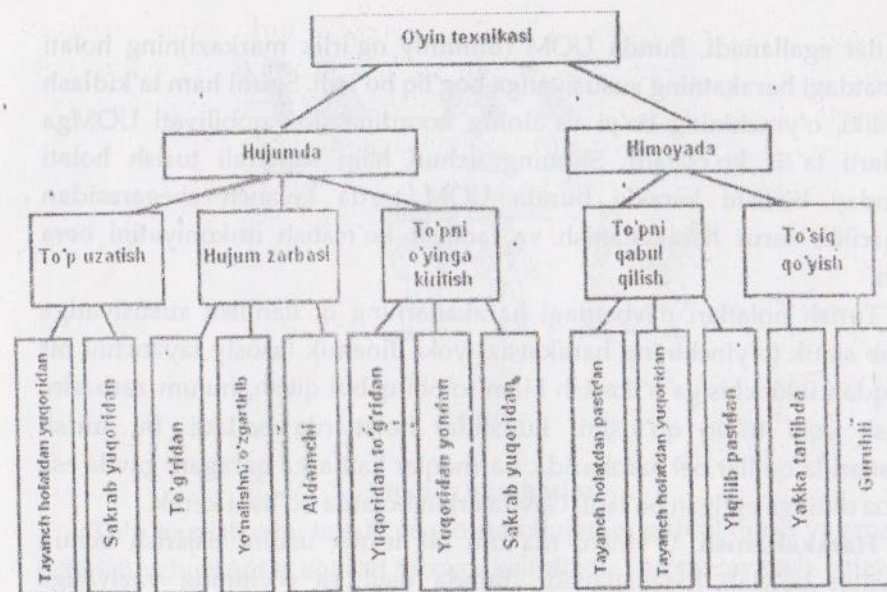 O'yin texnikasi
Hujumda
Himoyada
To'p uzatish
Hujum zarbasi
To'pni
o'yinga
kiritish
To'pni
qabul
qilish
To'siq
qo'yish
Tayanch holatdan yuqoridan
Sakrab yuqoridan
To'g'ridan
Yo'nalishni o'zgartirib
Aldamchi
Yuqoridan to'g'ridan
Yuqoridan yondan
Sakrab yuqoridan
Tayanch holatdan pastdan
Tayanch holatdan yuqoridan
Yiqilib pastdan
Yakka tartibda
Guruhli